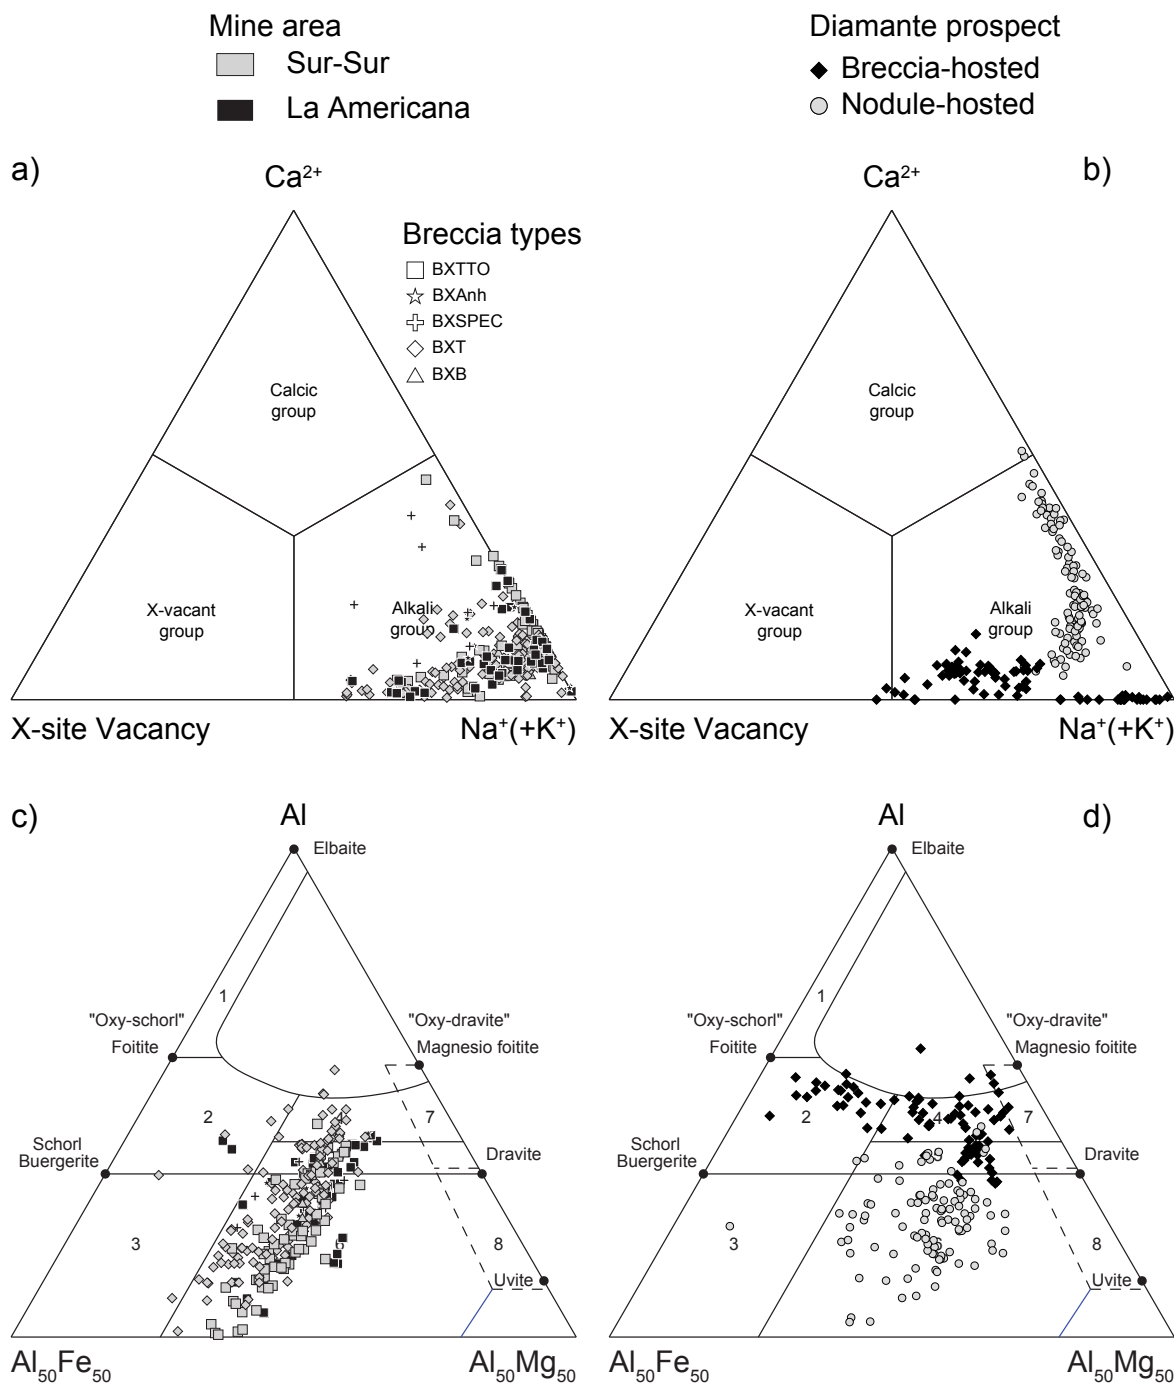 Mine area
Sur-Sur
La Americana
Diamante prospect
Breccia-hosted
Nodule-hosted
a)
Ca²⁺
Breccia types
BXTTO
BXAnh
BXSPEC
BXT
BXB
Calcic
group
X-vacant
group
Alkali
group
X-site Vacancy
Na⁺(+K⁺)
b)
Ca²⁺
Calcic
group
X-vacant
group
Alkali
group
X-site Vacancy
Na⁺(+K⁺)
c)
Al
Elbaite
1
"Oxy-schorl"
Foitite
"Oxy-dravite"
Magnesio foitite
2
4
7
Schorl
Buergerite
Dravite
3
6
8
Uvite
Al₅₀Fe₅₀
Al₅₀Mg₅₀
d)
Al
Elbaite
1
"Oxy-schorl"
Foitite
"Oxy-dravite"
Magnesio foitite
2
4
7
Schorl
Buergerite
Dravite
3
8
Uvite
Al₅₀Fe₅₀
Al₅₀Mg₅₀